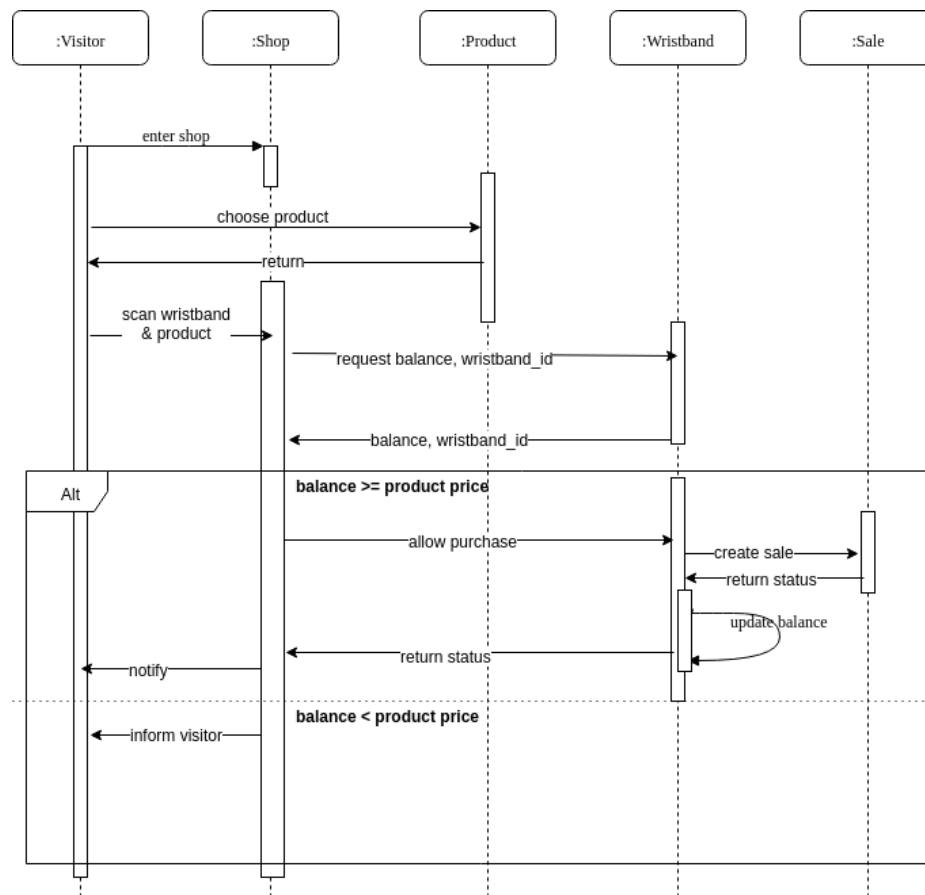 :Visitor
:Shop
:Product
:Wristband
:Sale
enter shop
choose product
return
scan wristband
& product
request balance, wristband_id
balance, wristband_id
Alt
balance >= product price
allow purchase
create sale
return status
update balance
return status
notify
balance < product price
inform visitor